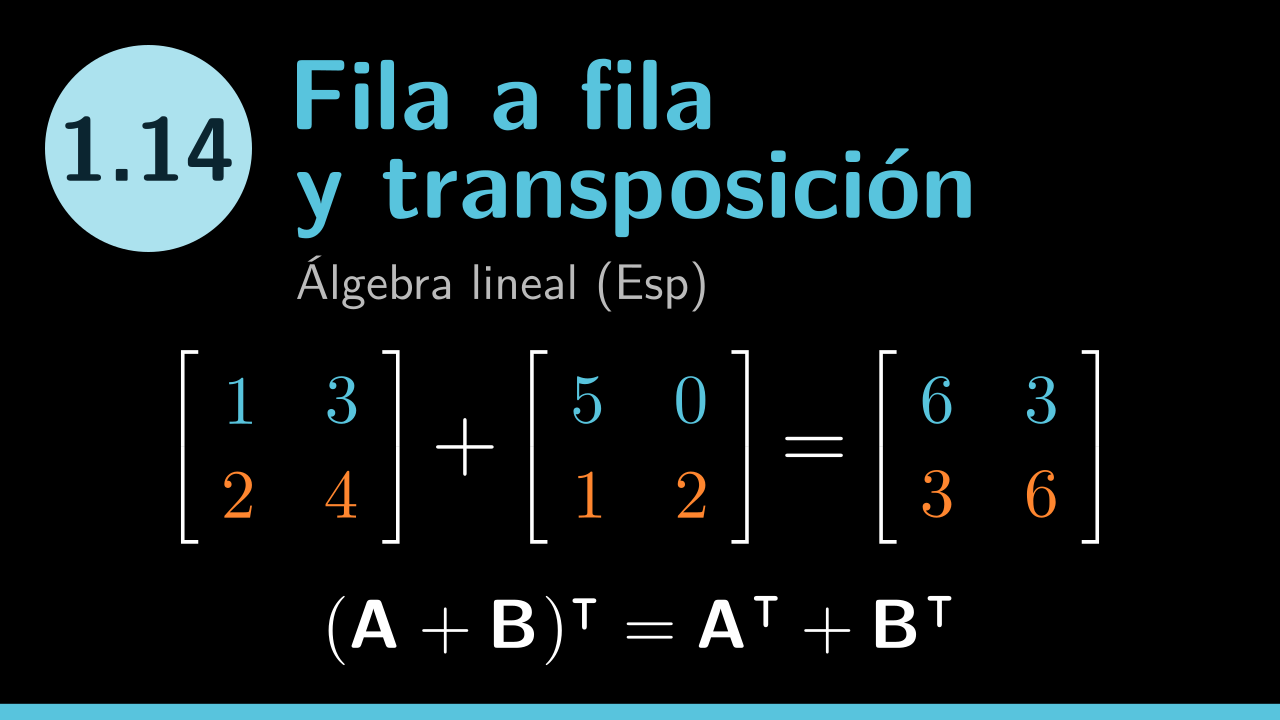 1.14
Fila a fila
y transposición
Álgebra lineal (Esp)
[1 3] + [5 0] = [6 3]
[2 4] [1 2] [3 6]
(A + B)ᵀ = Aᵀ + Bᵀ